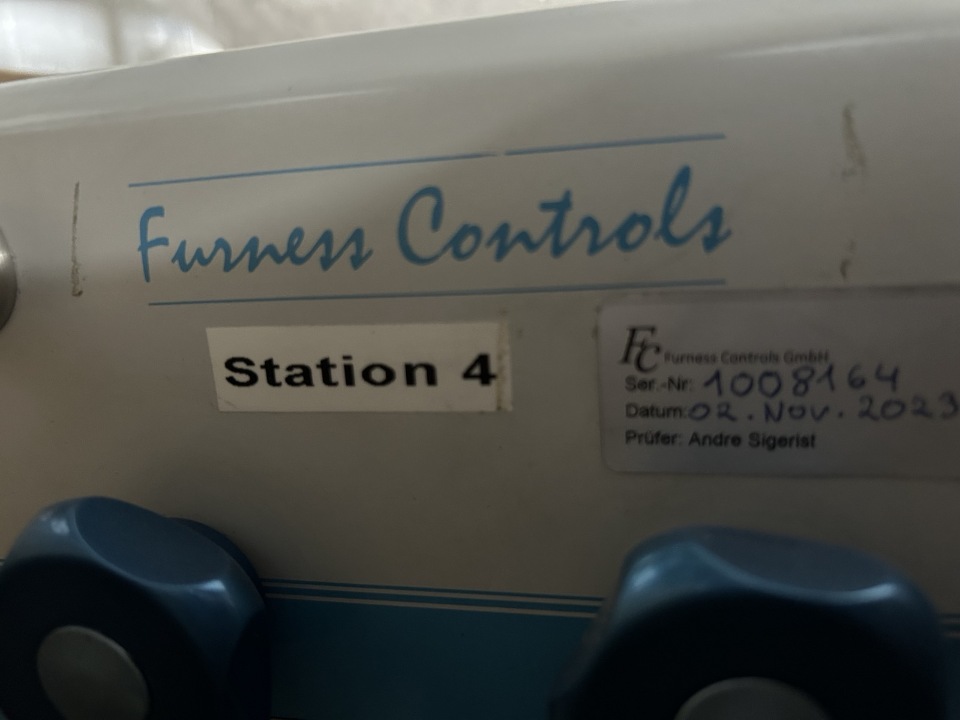 Furness Controls
Station 4
FC Furness Controls GmbH
Ser.-Nr: 1008164
Datum: 02. Nov. 2023
Prüfer: Andre Sigerist